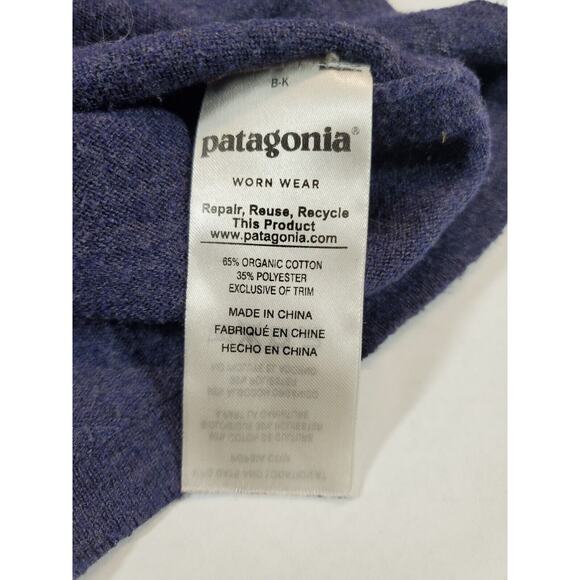 B-K
patagonia®
WORN WEAR
Repair, Reuse, Recycle
This Product
www.patagonia.com
65% ORGANIC COTTON
35% POLYESTER
EXCLUSIVE OF TRIM
MADE IN CHINA
FABRIQUÉ EN CHINE
HECHO EN CHINA